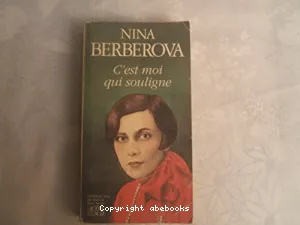 NINA
BERBEROVA
C'est moi
qui souligne
Copyright abebooks